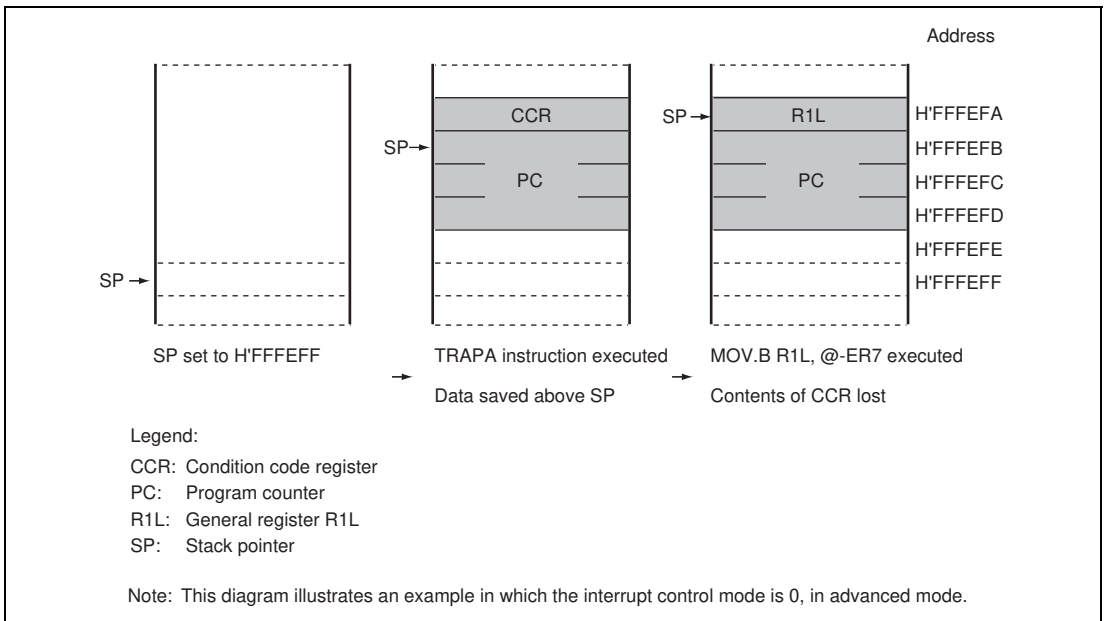 Address
CCR
SP
R1L
H'FFFEFA
SP
H'FFFEFB
PC
PC
H'FFFEFC
H'FFFEFD
H'FFFEFE
SP
H'FFFEFF
SP set to H'FFFEFF
TRAPA instruction executed
MOV.B R1L, @-ER7 executed
Data saved above SP
Contents of CCR lost
Legend:
CCR: Condition code register
PC: Program counter
R1L: General register R1L
SP: Stack pointer
Note: This diagram illustrates an example in which the interrupt control mode is 0, in advanced mode.